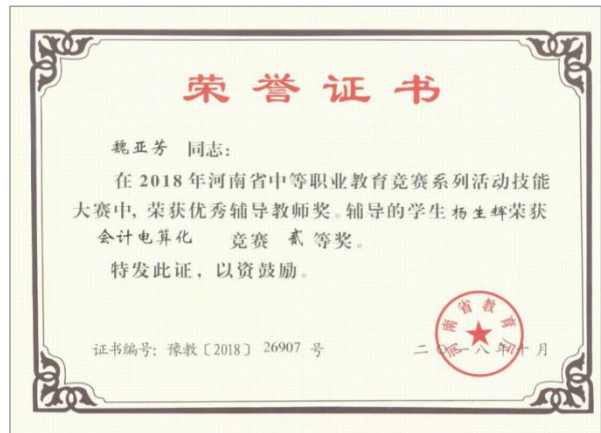 荣誉证书
魏亚芳 同志：
在2018年河南省中等职业教育竞赛系列活动技能
大赛中，荣获优秀辅导教师奖。辅导的学生杨生辉荣获
会计电算化 竞赛 贰 等奖。
特发此证，以资鼓励。
河南省教育厅
证书编号：豫教〔2018〕26907 号
二〇一八年十月